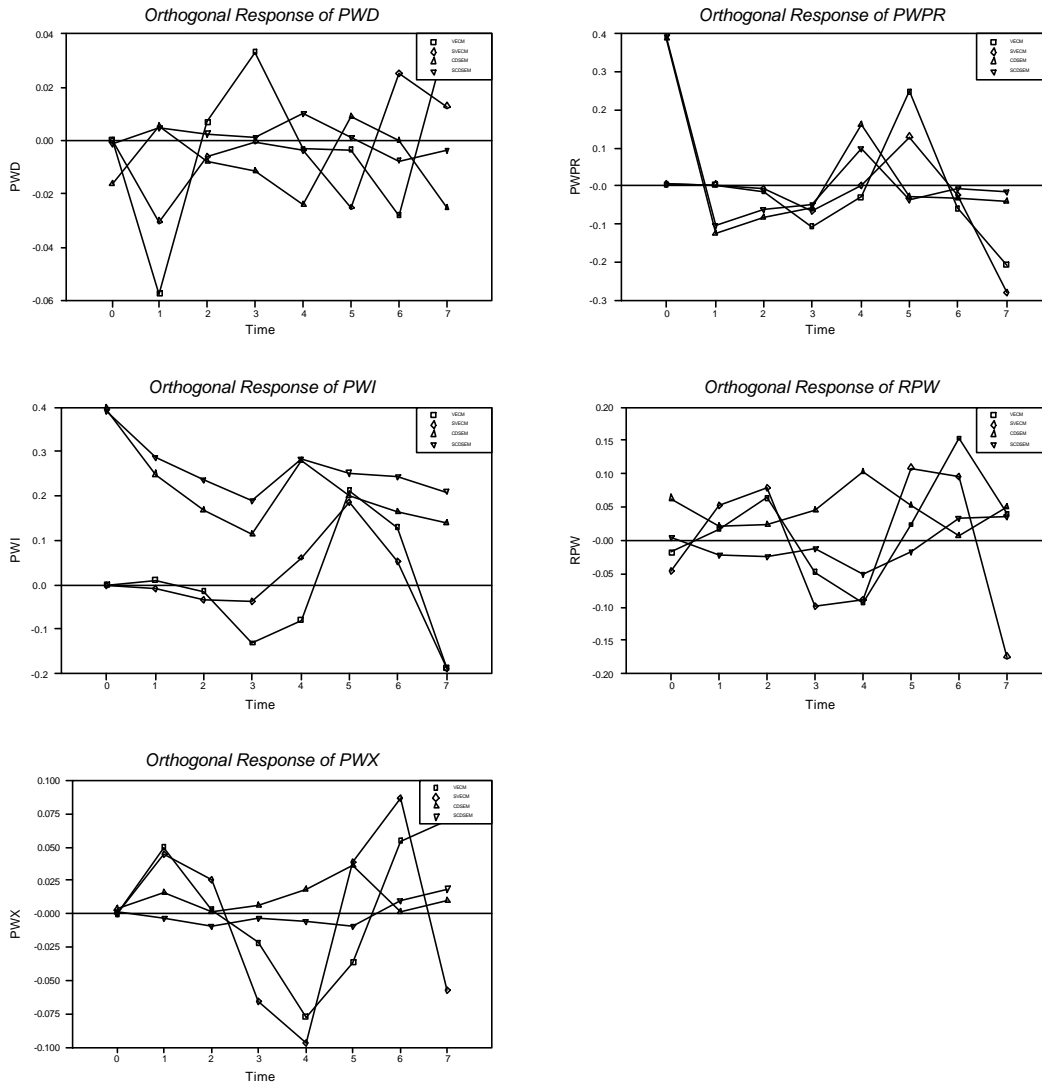 Orthogonal Response of PWD
0.04
0.02
0.00
-0.02
-0.04
-0.06
PWD
0 1 2 3 4 5 6 7
Time
VECM
SVECM
CDSEM
SCDSEM
Orthogonal Response of PWPR
0.4
0.3
0.2
0.1
-0.0
-0.1
-0.2
-0.3
PWPR
0 1 2 3 4 5 6 7
Time
VECM
SVECM
CDSEM
SCDSEM
Orthogonal Response of PWI
0.4
0.3
0.2
0.1
0.0
-0.1
-0.2
PWI
0 1 2 3 4 5 6 7
Time
VECM
SVECM
CDSEM
SCDSEM
Orthogonal Response of RPW
0.20
0.15
0.10
0.05
-0.00
-0.05
-0.10
-0.15
-0.20
RPW
0 1 2 3 4 5 6 7
Time
VECM
SVECM
CDSEM
SCDSEM
Orthogonal Response of PWX
0.100
0.075
0.050
0.025
-0.000
-0.025
-0.050
-0.075
-0.100
PWX
0 1 2 3 4 5 6 7
Time
VECM
SVECM
CDSEM
SCDSEM